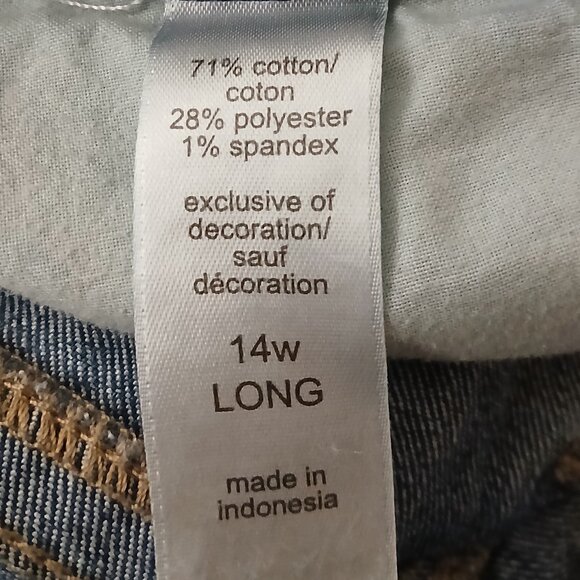 71% cotton/
coton
28% polyester
1% spandex
exclusive of
decoration/
sauf
décoration
14w
LONG
made in
indonesia